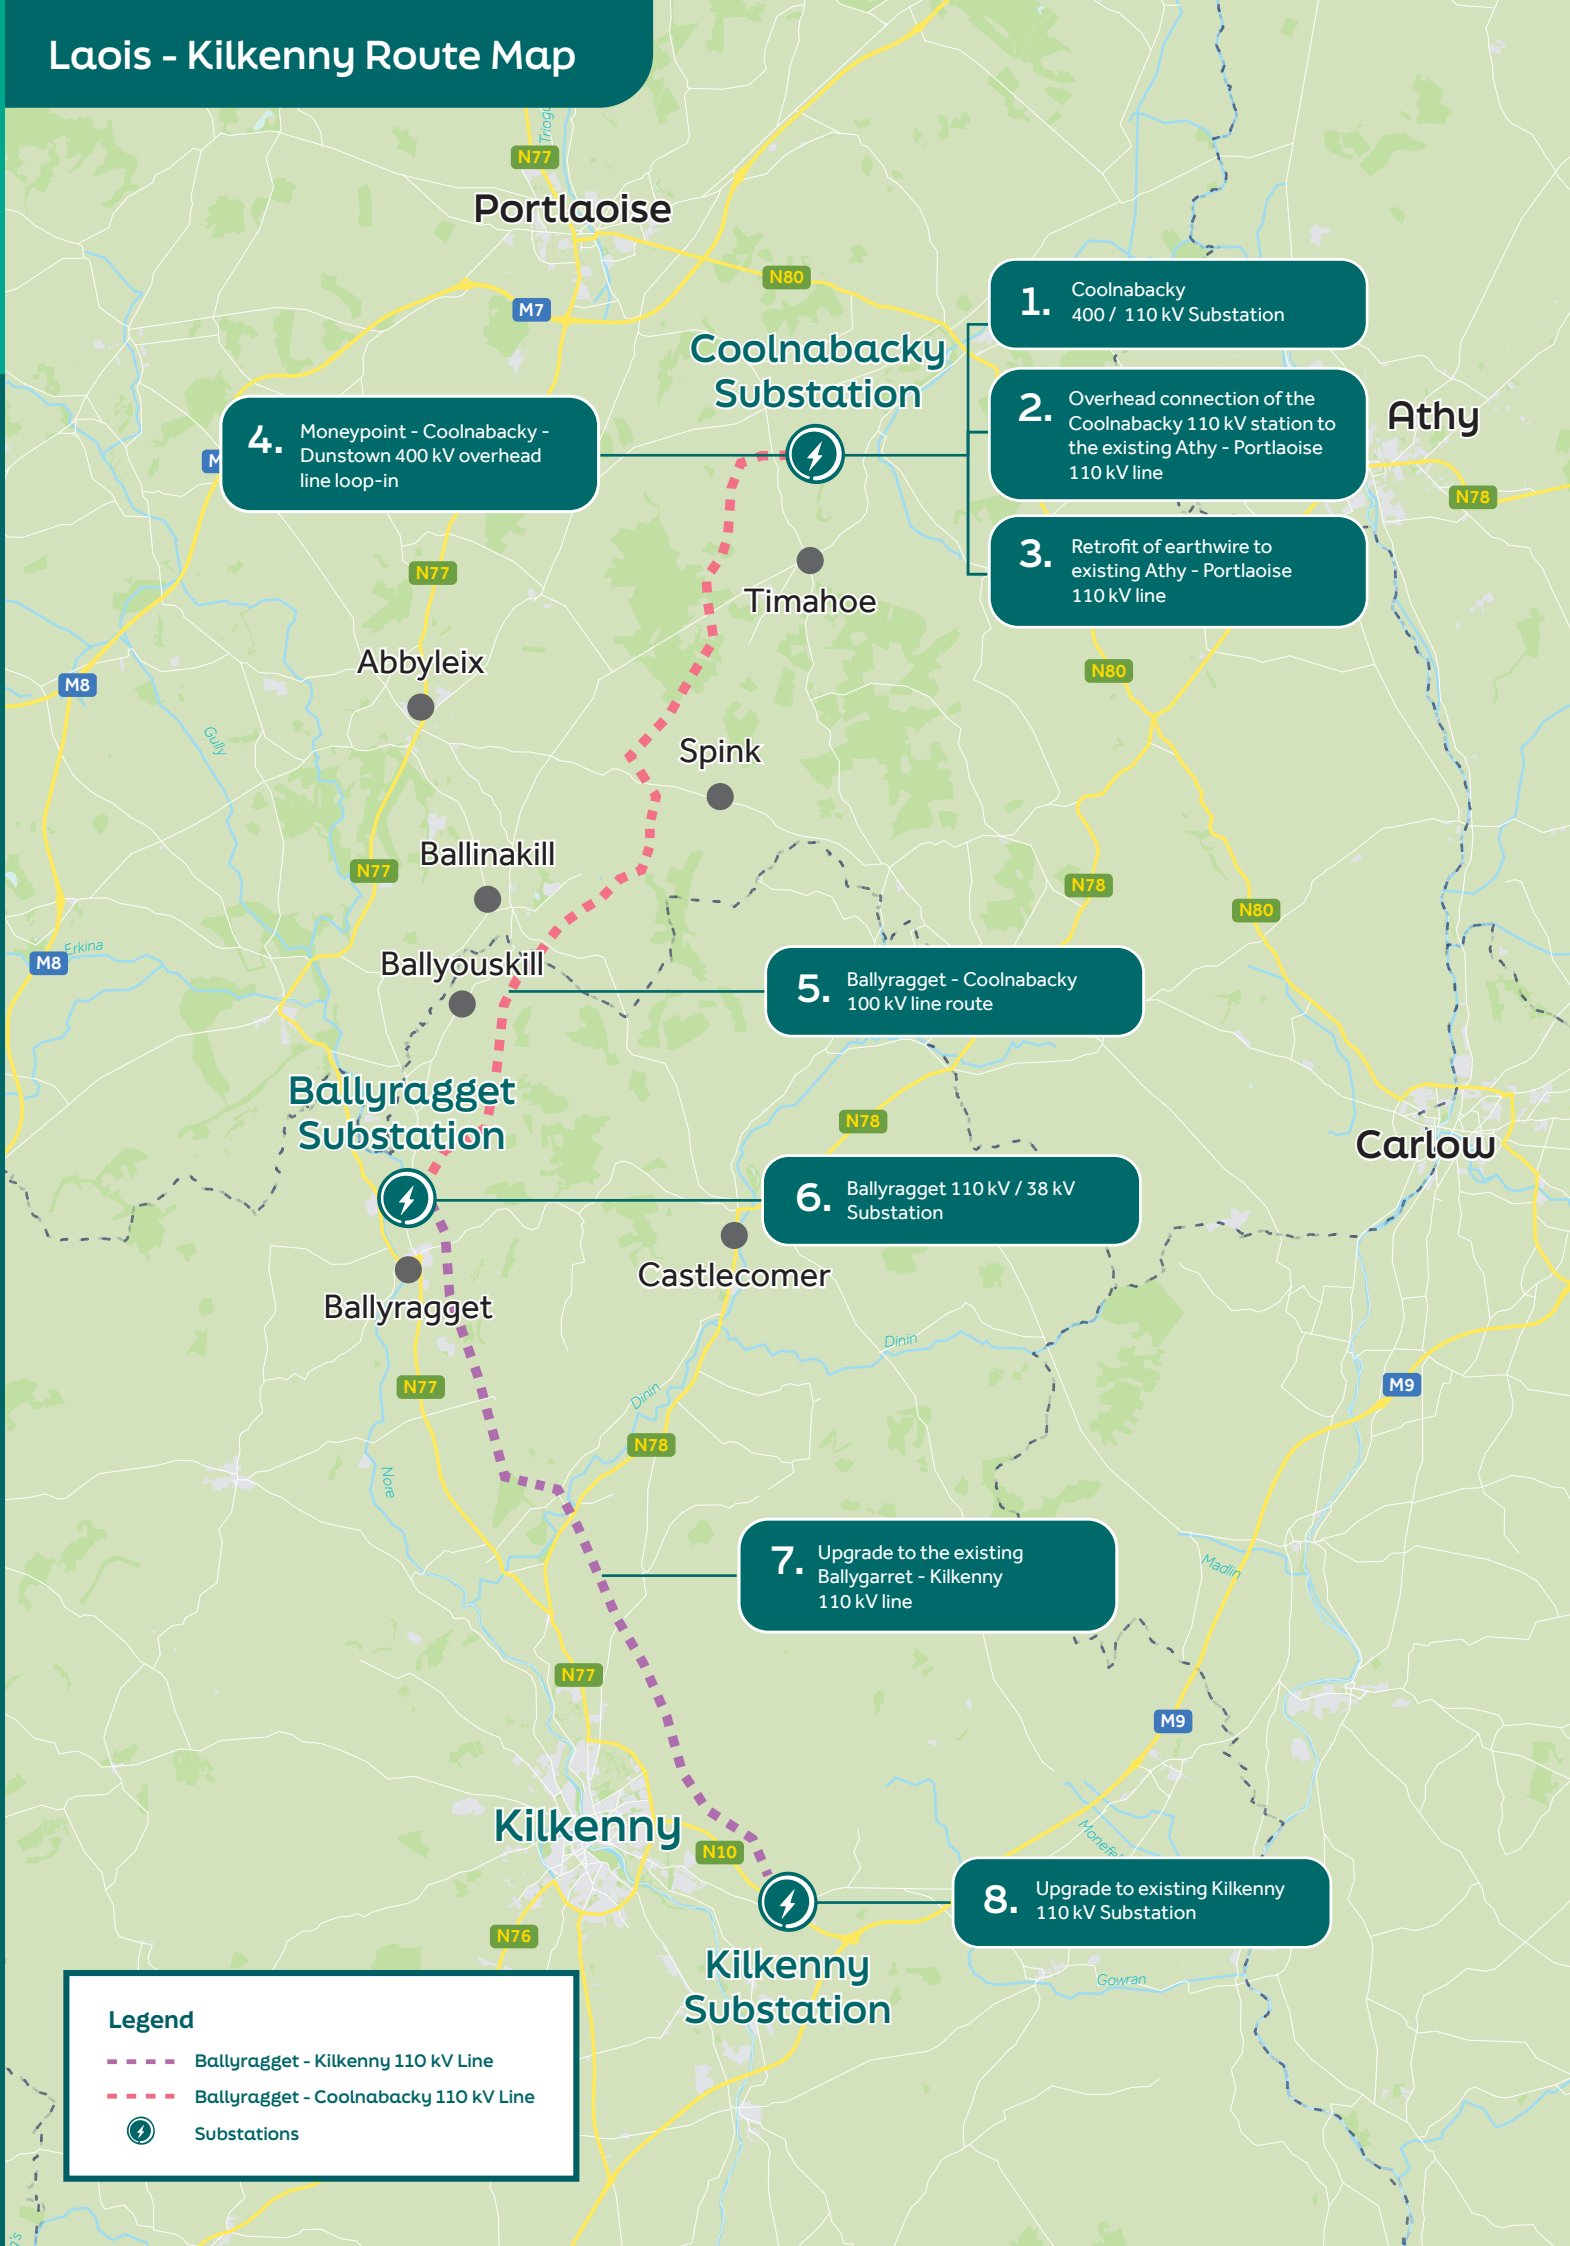 Laois - Kilkenny Route Map
Triog
N77
Portlaoise
N80
M7
1. Coolnabacky
400 / 110 kV Substation
Coolnabacky
Substation
2. Overhead connection of the
Coolnabacky 110 kV station to
the existing Athy - Portlaoise
110 kV line
Athy
4. Moneypoint - Coolnabacky -
Dunstown 400 kV overhead
line loop-in
M
N78
3. Retrofit of earthwire to
existing Athy - Portlaoise
110 kV line
N77
Timahoe
Abbyleix
N80
M8
Gully
Spink
Ballinakill
N77
N78
N80
Erkina
M8
Ballyouskill
5. Ballyragget - Coolnabacky
100 kV line route
Ballyragget
Substation
N78
Carlow
6. Ballyragget 110 kV / 38 kV
Substation
Castlecomer
Ballyragget
Dinin
N77
Dinin
M9
N78
Nore
7. Upgrade to the existing
Ballygarret - Kilkenny
110 kV line
Madlin
N77
M9
Kilkenny
Monefe
N10
8. Upgrade to existing Kilkenny
110 kV Substation
N76
Kilkenny
Substation
Gowran
Legend
Ballyragget - Kilkenny 110 kV Line
Ballyragget - Coolnabacky 110 kV Line
Substations